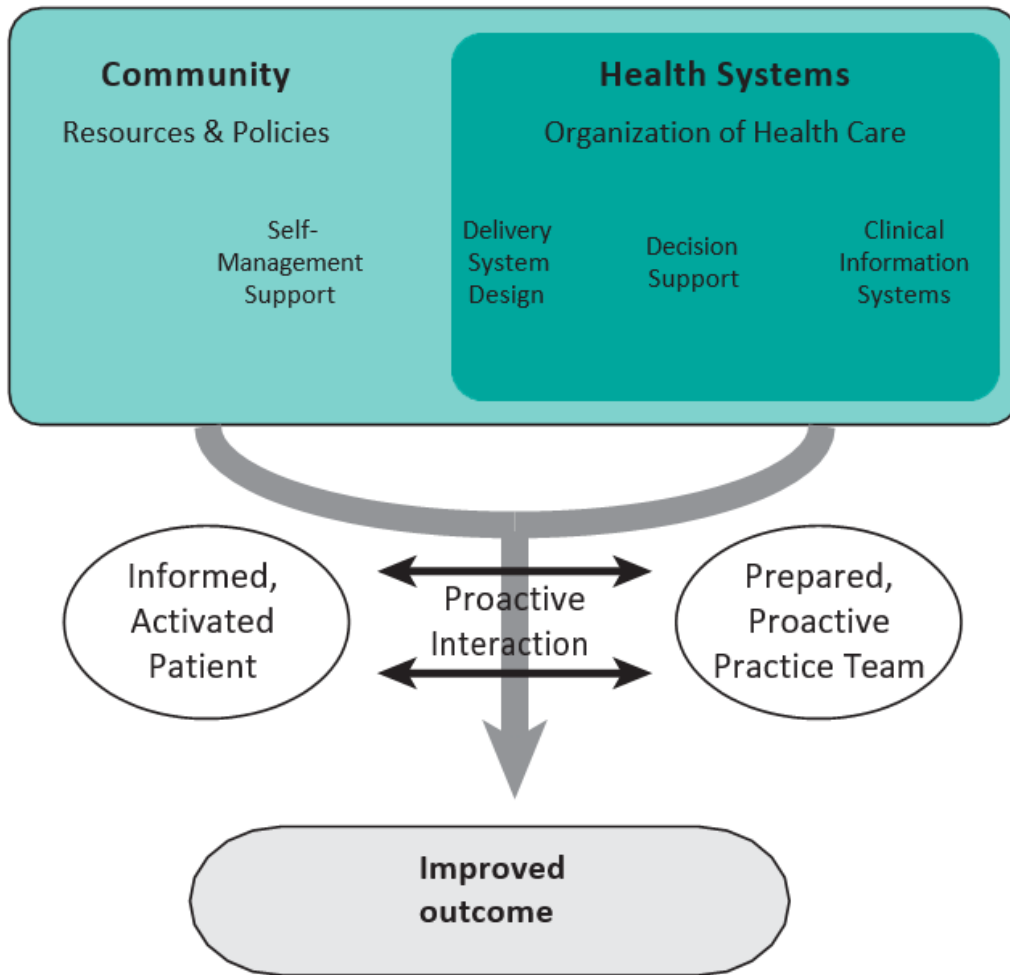 Community
Resources & Policies
Health Systems
Organization of Health Care
Self-
Management
Support
Delivery
System
Design
Decision
Support
Clinical
Information
Systems
Informed,
Activated
Patient
Proactive
Interaction
Prepared,
Proactive
Practice Team
Improved
outcome